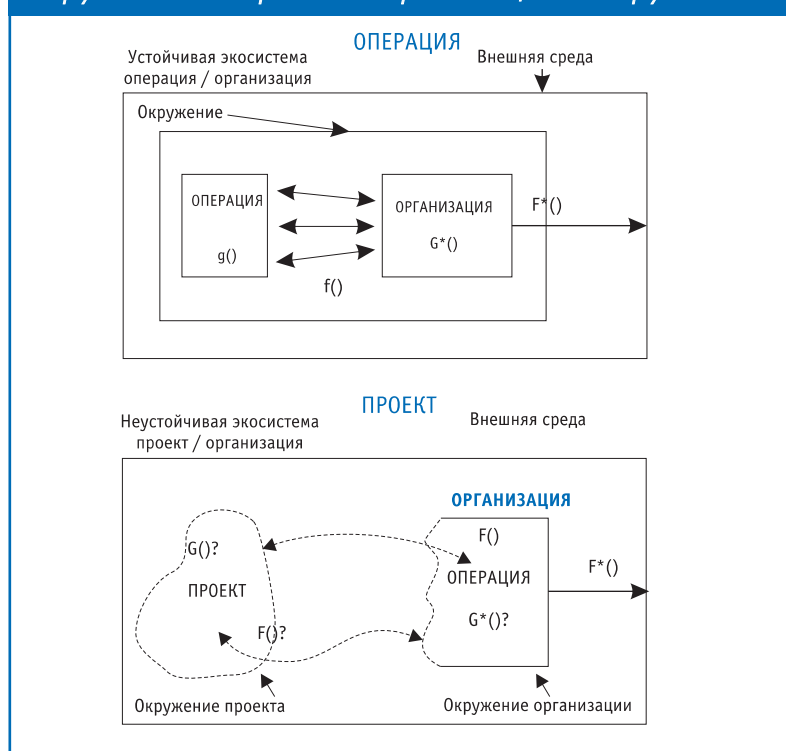 ОПЕРАЦИЯ
Устойчивая экосистема
операция / организация
Внешняя среда
Окружение
ОПЕРАЦИЯ
g()
f()
ОРГАНИЗАЦИЯ
G*()
F*()
ПРОЕКТ
Неустойчивая экосистема
проект / организация
Внешняя среда
ОРГАНИЗАЦИЯ
G()?
ПРОЕКТ
F()?
F()
ОПЕРАЦИЯ
G*()?
F*()
Окружение проекта
Окружение организации